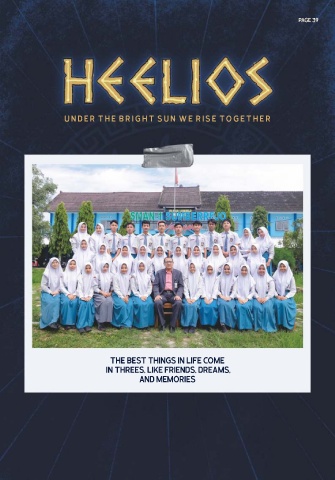 PAGE 39
HEELIOS
UNDER THE BRIGHT SUN WE RISE TOGETHER
THE BEST THINGS IN LIFE COME
IN THREES, LIKE FRIENDS, DREAMS,
AND MEMORIES